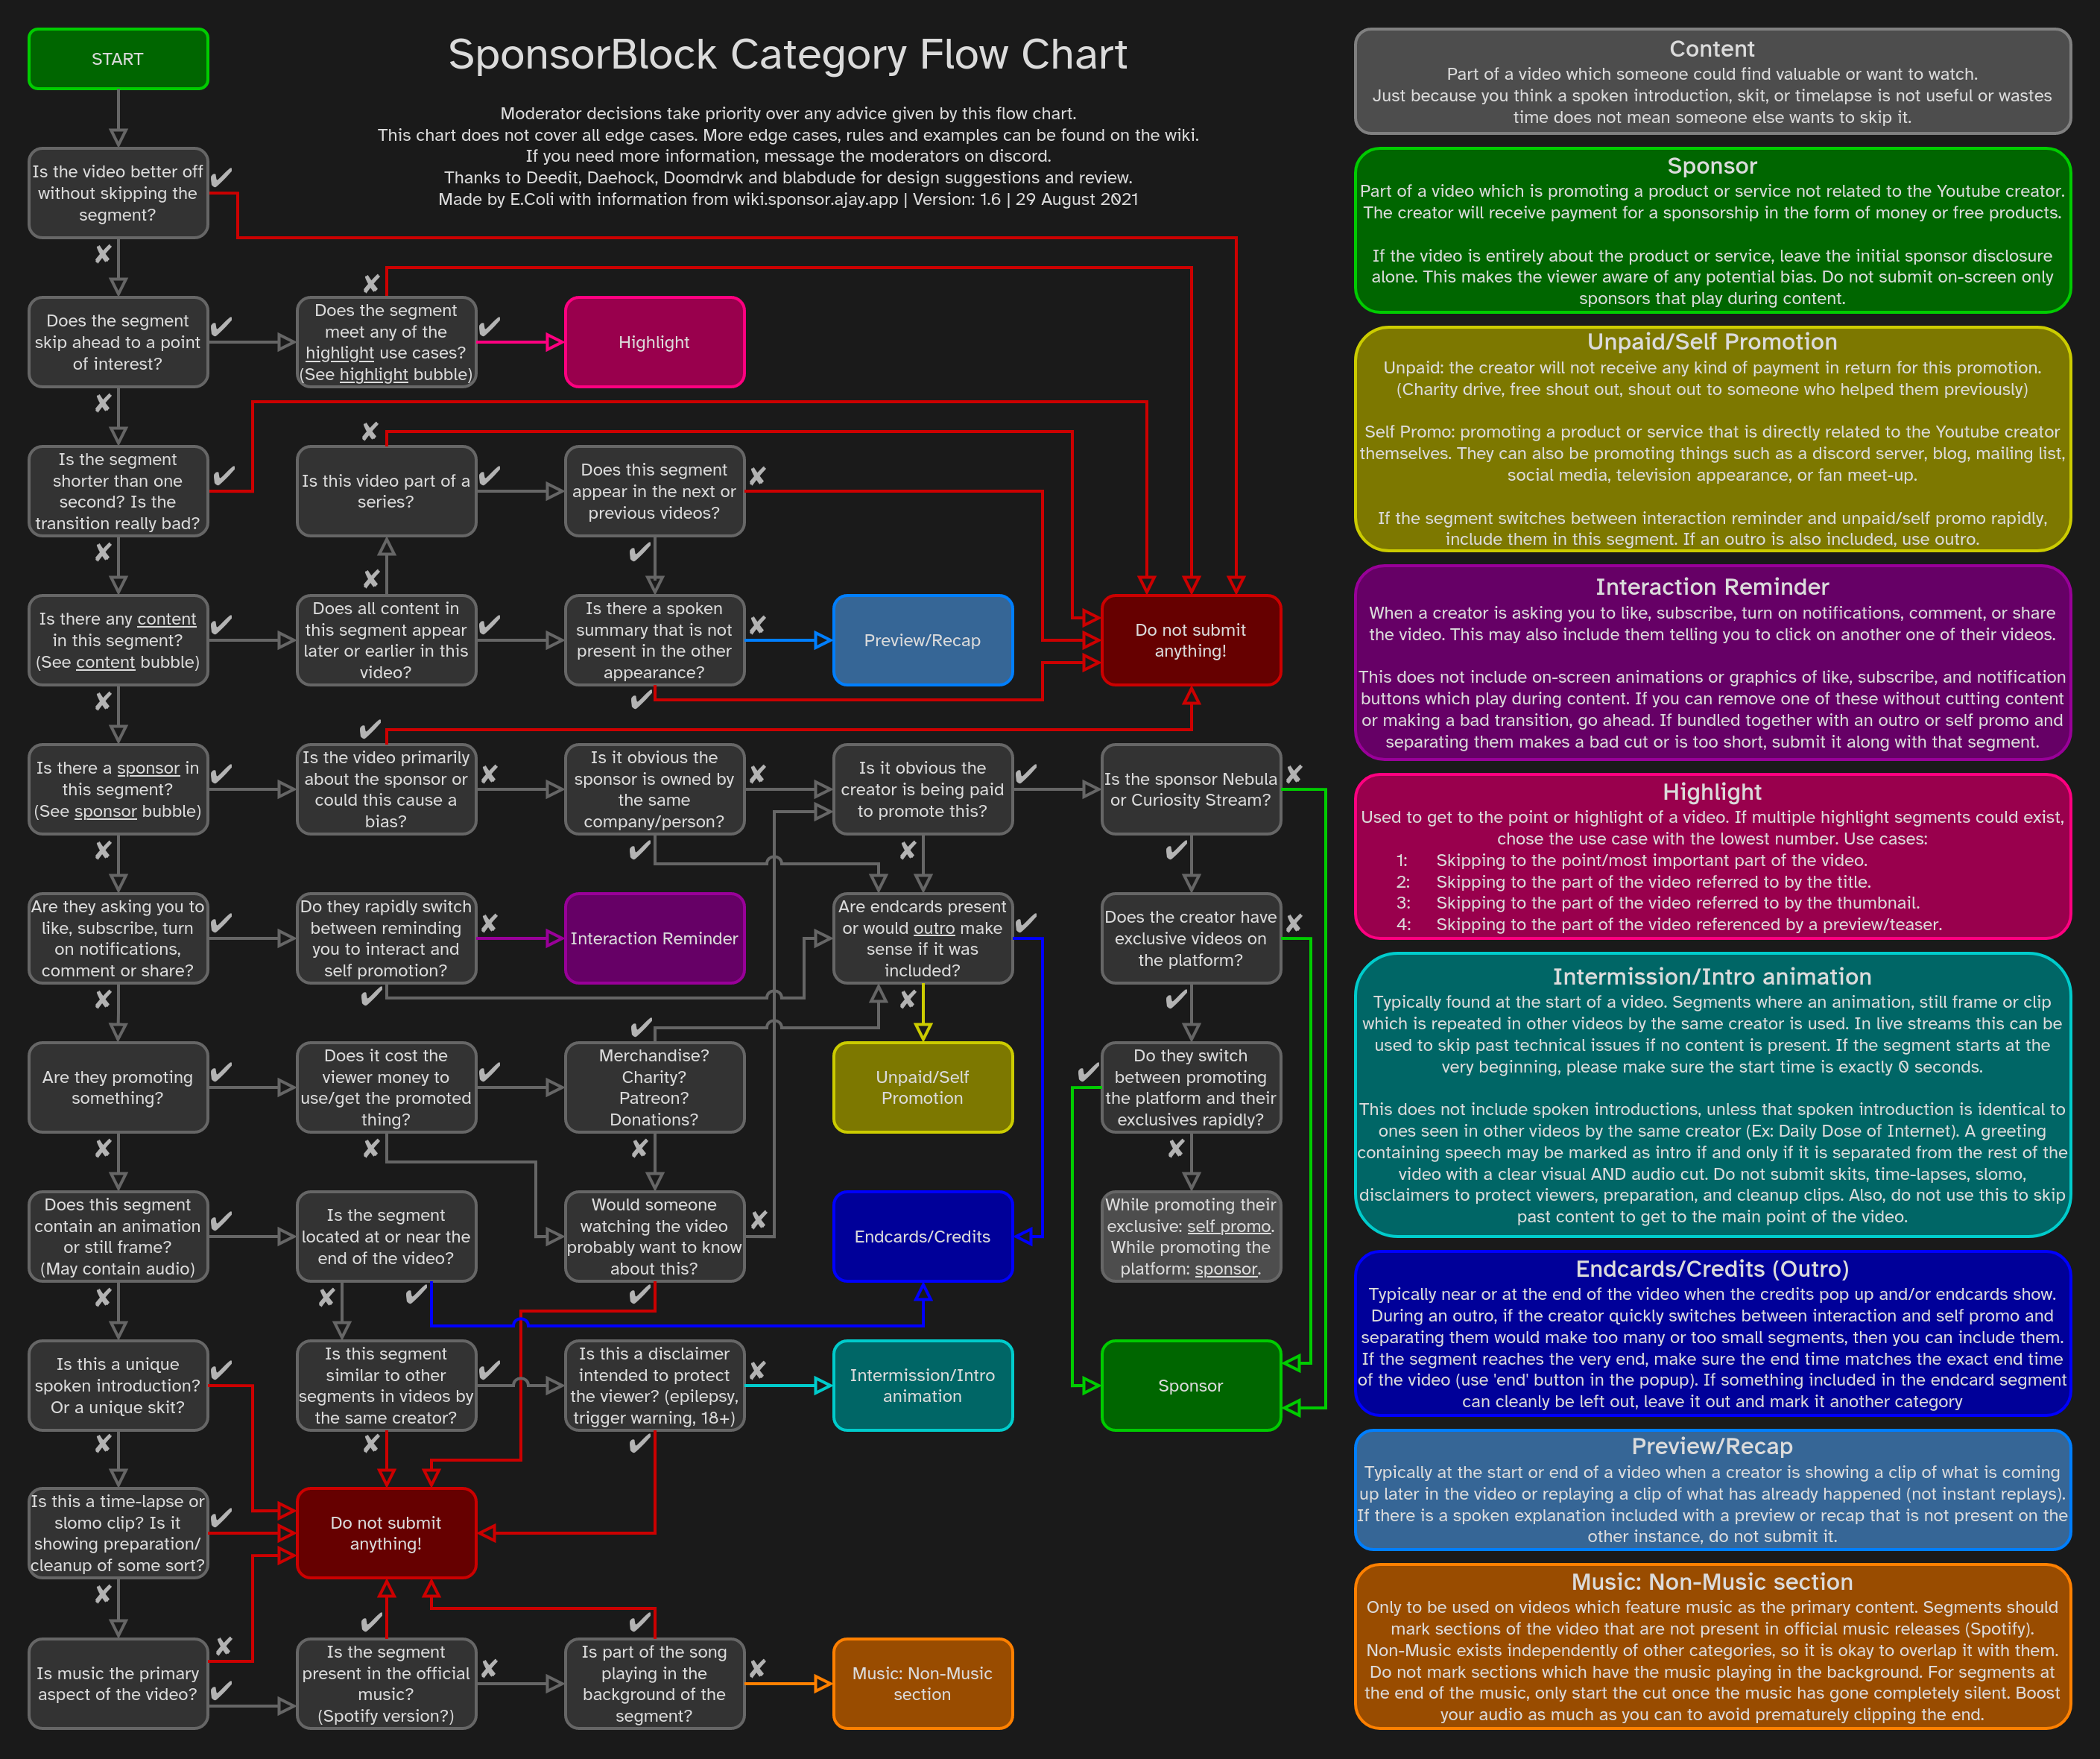 START
SponsorBlock Category Flow Chart
Moderator decisions take priority over any advice given by this flow chart.
This chart does not cover all edge cases. More edge cases, rules and examples can be found on the wiki.
If you need more information, message the moderators on discord.
Thanks to Deedit, Daehock, Doomdrvk and blabdude for design suggestions and review.
Made by E.Coli with information from wiki.sponsor.ajay.app | Version: 1.6 | 29 August 2021
Is the video better off
without skipping the
segment?
✔
✘
Does the segment
skip ahead to a point
of interest?
✔
✘
Does the segment
meet any of the
highlight use cases?
(See highlight bubble)
✘
✔
Highlight
Is the segment
shorter than one
second? Is the
transition really bad?
✔
✘
Is this video part of a
series?
✘
✔
Does this segment
appear in the next or
previous videos?
✘
✔
Is there any content
in this segment?
(See content bubble)
✔
✘
Does all content in
this segment appear
later or earlier in this
video?
✘
✔
Is there a spoken
summary that is not
present in the other
appearance?
✘
✔
Preview/Recap
Do not submit
anything!
Is there a sponsor in
this segment?
(See sponsor bubble)
✔
✘
Is the video primarily
about the sponsor or
could this cause a
bias?
✔
✘
Is it obvious the
sponsor is owned by
the same
company/person?
✘
✔
Is it obvious the
creator is being paid
to promote this?
✔
✘
Is the sponsor Nebula
or Curiosity Stream?
✘
✔
Are they asking you to
like, subscribe, turn
on notifications,
comment or share?
✔
✘
Do they rapidly switch
between reminding
you to interact and
self promotion?
✘
✔
Interaction Reminder
Are endcards present
or would outro make
sense if it was
included?
✔
✘
Does the creator have
exclusive videos on
the platform?
✘
✔
Are they promoting
something?
✔
✘
Does it cost the
viewer money to
use/get the promoted
thing?
✔
✘
Merchandise?
Charity?
Patreon?
Donations?
✔
✘
Unpaid/Self
Promotion
Do they switch
between promoting
the platform and their
exclusives rapidly?
✔
✘
Does this segment
contain an animation
or still frame?
(May contain audio)
✔
✘
Is the segment
located at or near the
end of the video?
✘
✔
Would someone
watching the video
probably want to know
about this?
✘
✔
Endcards/Credits
While promoting their
exclusive: self promo.
While promoting the
platform: sponsor.
Is this a unique
spoken introduction?
Or a unique skit?
✔
✘
Is this segment
similar to other
segments in videos by
the same creator?
✔
✘
Is this a disclaimer
intended to protect
the viewer? (epilepsy,
trigger warning, 18+)
✘
✔
Intermission/Intro
animation
Sponsor
Is this a time-lapse or
slomo clip? Is it
showing preparation/
cleanup of some sort?
✔
✘
Do not submit
anything!
Is music the primary
aspect of the video?
✘
✔
Is the segment
present in the official
music?
(Spotify version?)
✔
✘
Is part of the song
playing in the
background of the
segment?
✔
✘
Music: Non-Music
section
Content
Part of a video which someone could find valuable or want to watch.
Just because you think a spoken introduction, skit, or timelapse is not useful or wastes
time does not mean someone else wants to skip it.
Sponsor
Part of a video which is promoting a product or service not related to the Youtube creator.
The creator will receive payment for a sponsorship in the form of money or free products.
If the video is entirely about the product or service, leave the initial sponsor disclosure
alone. This makes the viewer aware of any potential bias. Do not submit on-screen only
sponsors that play during content.
Unpaid/Self Promotion
Unpaid: the creator will not receive any kind of payment in return for this promotion.
(Charity drive, free shout out, shout out to someone who helped them previously)
Self Promo: promoting a product or service that is directly related to the Youtube creator
themselves. They can also be promoting things such as a discord server, blog, mailing list,
social media, television appearance, or fan meet-up.
If the segment switches between interaction reminder and unpaid/self promo rapidly,
include them in this segment. If an outro is also included, use outro.
Interaction Reminder
When a creator is asking you to like, subscribe, turn on notifications, comment, or share
the video. This may also include them telling you to click on another one of their videos.
This does not include on-screen animations or graphics of like, subscribe, and notification
buttons which play during content. If you can remove one of these without cutting content
or making a bad transition, go ahead. If bundled together with an outro or self promo and
separating them makes a bad cut or is too short, submit it along with that segment.
Highlight
Used to get to the point or highlight of a video. If multiple highlight segments could exist,
chose the use case with the lowest number. Use cases:
1: Skipping to the point/most important part of the video.
2: Skipping to the part of the video referred to by the title.
3: Skipping to the part of the video referred to by the thumbnail.
4: Skipping to the part of the video referenced by a preview/teaser.
Intermission/Intro animation
Typically found at the start of a video. Segments where an animation, still frame or clip
which is repeated in other videos by the same creator is used. In live streams this can be
used to skip past technical issues if no content is present. If the segment starts at the
very beginning, please make sure the start time is exactly 0 seconds.
This does not include spoken introductions, unless that spoken introduction is identical to
ones seen in other videos by the same creator (Ex: Daily Dose of Internet). A greeting
containing speech may be marked as intro if and only if it is separated from the rest of the
video with a clear visual AND audio cut. Do not submit skits, time-lapses, slomo,
disclaimers to protect viewers, preparation, and cleanup clips. Also, do not use this to skip
past content to get to the main point of the video.
Endcards/Credits (Outro)
Typically near or at the end of the video when the credits pop up and/or endcards show.
During an outro, if the creator quickly switches between interaction and self promo and
separating them would make too many or too small segments, then you can include them.
If the segment reaches the very end, make sure the end time matches the exact end time
of the video (use 'end' button in the popup). If something included in the endcard segment
can cleanly be left out, leave it out and mark it another category
Preview/Recap
Typically at the start or end of a video when a creator is showing a clip of what is coming
up later in the video or replaying a clip of what has already happened (not instant replays).
If there is a spoken explanation included with a preview or recap that is not present on the
other instance, do not submit it.
Music: Non-Music section
Only to be used on videos which feature music as the primary content. Segments should
mark sections of the video that are not present in official music releases (Spotify).
Non-Music exists independently of other categories, so it is okay to overlap it with them.
Do not mark sections which have the music playing in the background. For segments at
the end of the music, only start the cut once the music has gone completely silent. Boost
your audio as much as you can to avoid prematurely clipping the end.